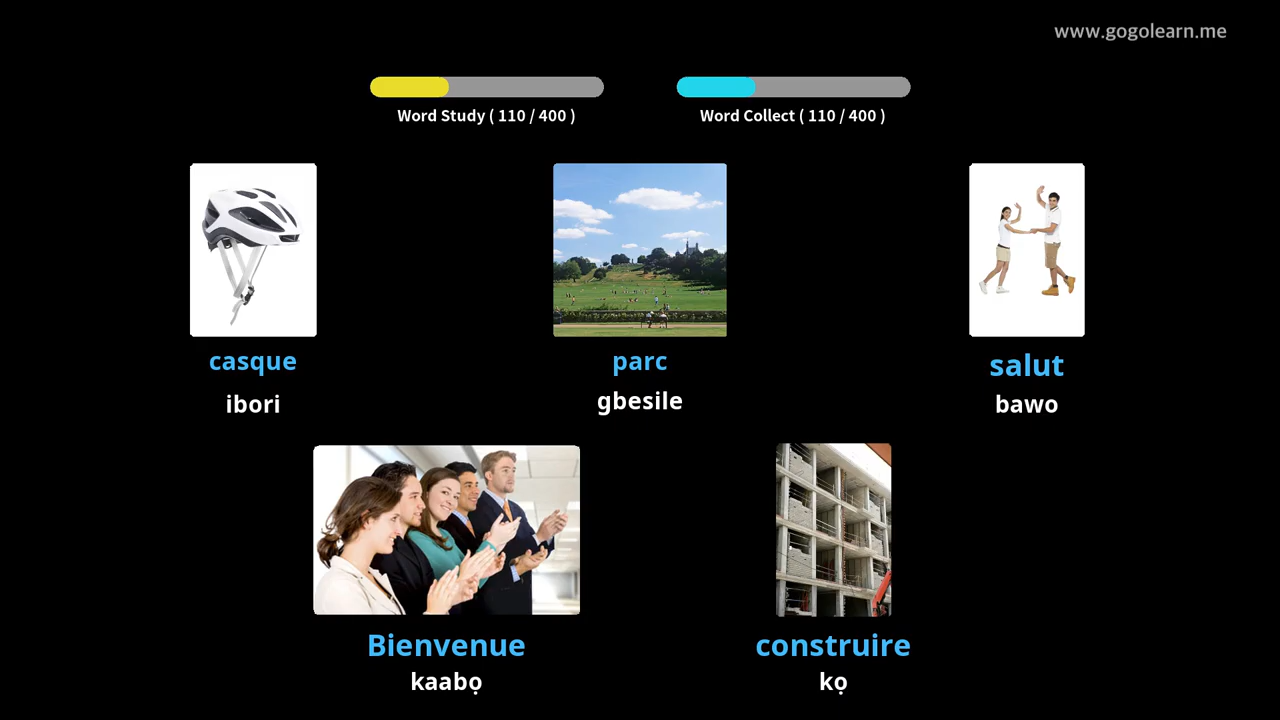 www.gogolearn.me
Word Study ( 110 / 400 )
Word Collect ( 110 / 400 )
casque
parc
salut
ibori
gbesile
bawo
Bienvenue
construire
kaabọ
kọ